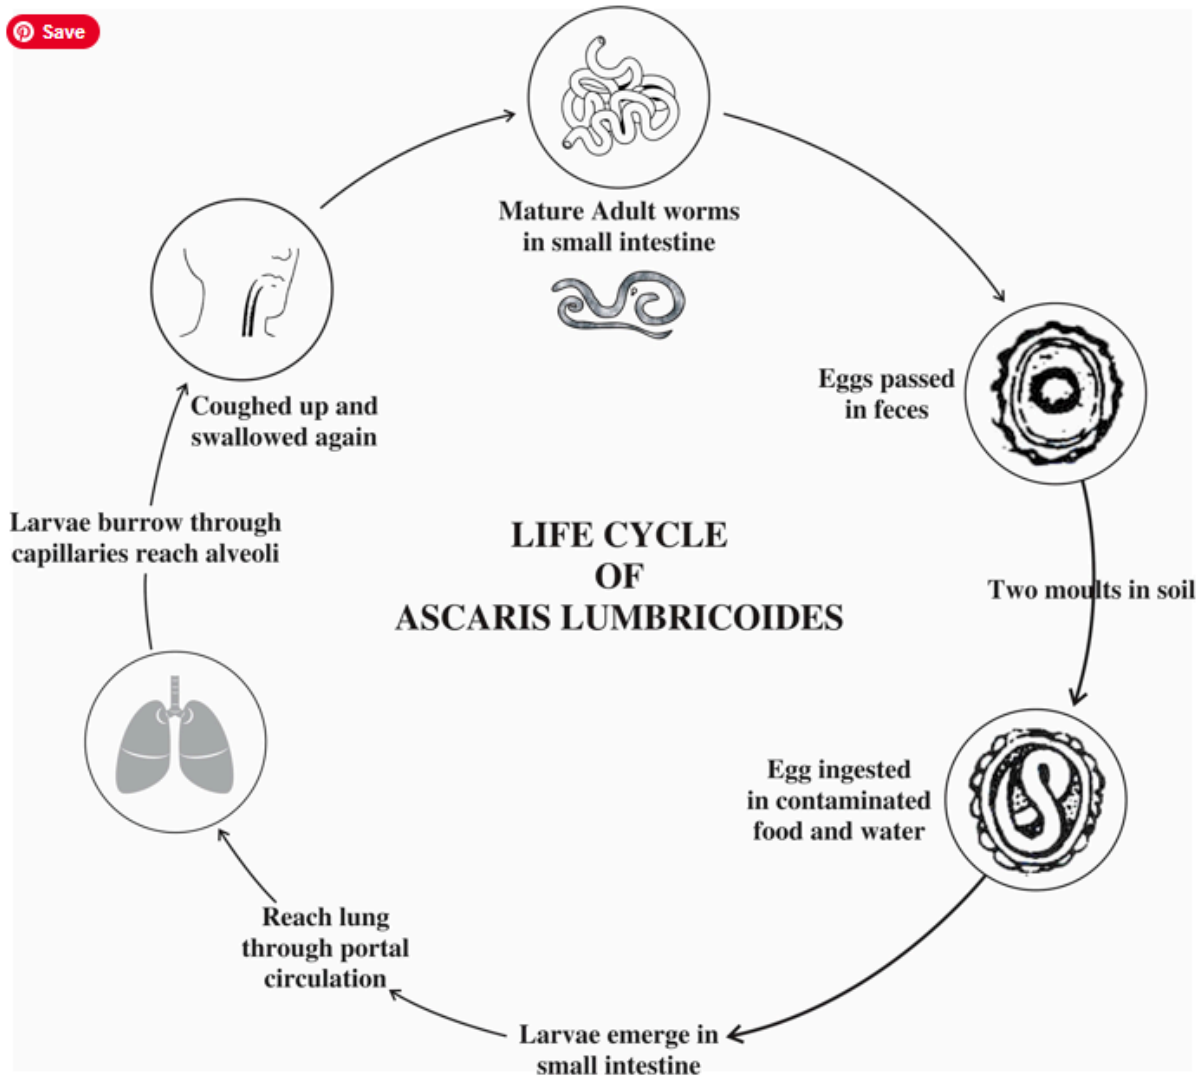 Save
Mature Adult worms
in small intestine
Eggs passed
in feces
Two moults in soil
Egg ingested
in contaminated
food and water
Larvae emerge in
small intestine
Reach lung
through portal
circulation
Larvae burrow through
capillaries reach alveoli
Coughed up and
swallowed again
LIFE CYCLE
OF
ASCARIS LUMBRICOIDES